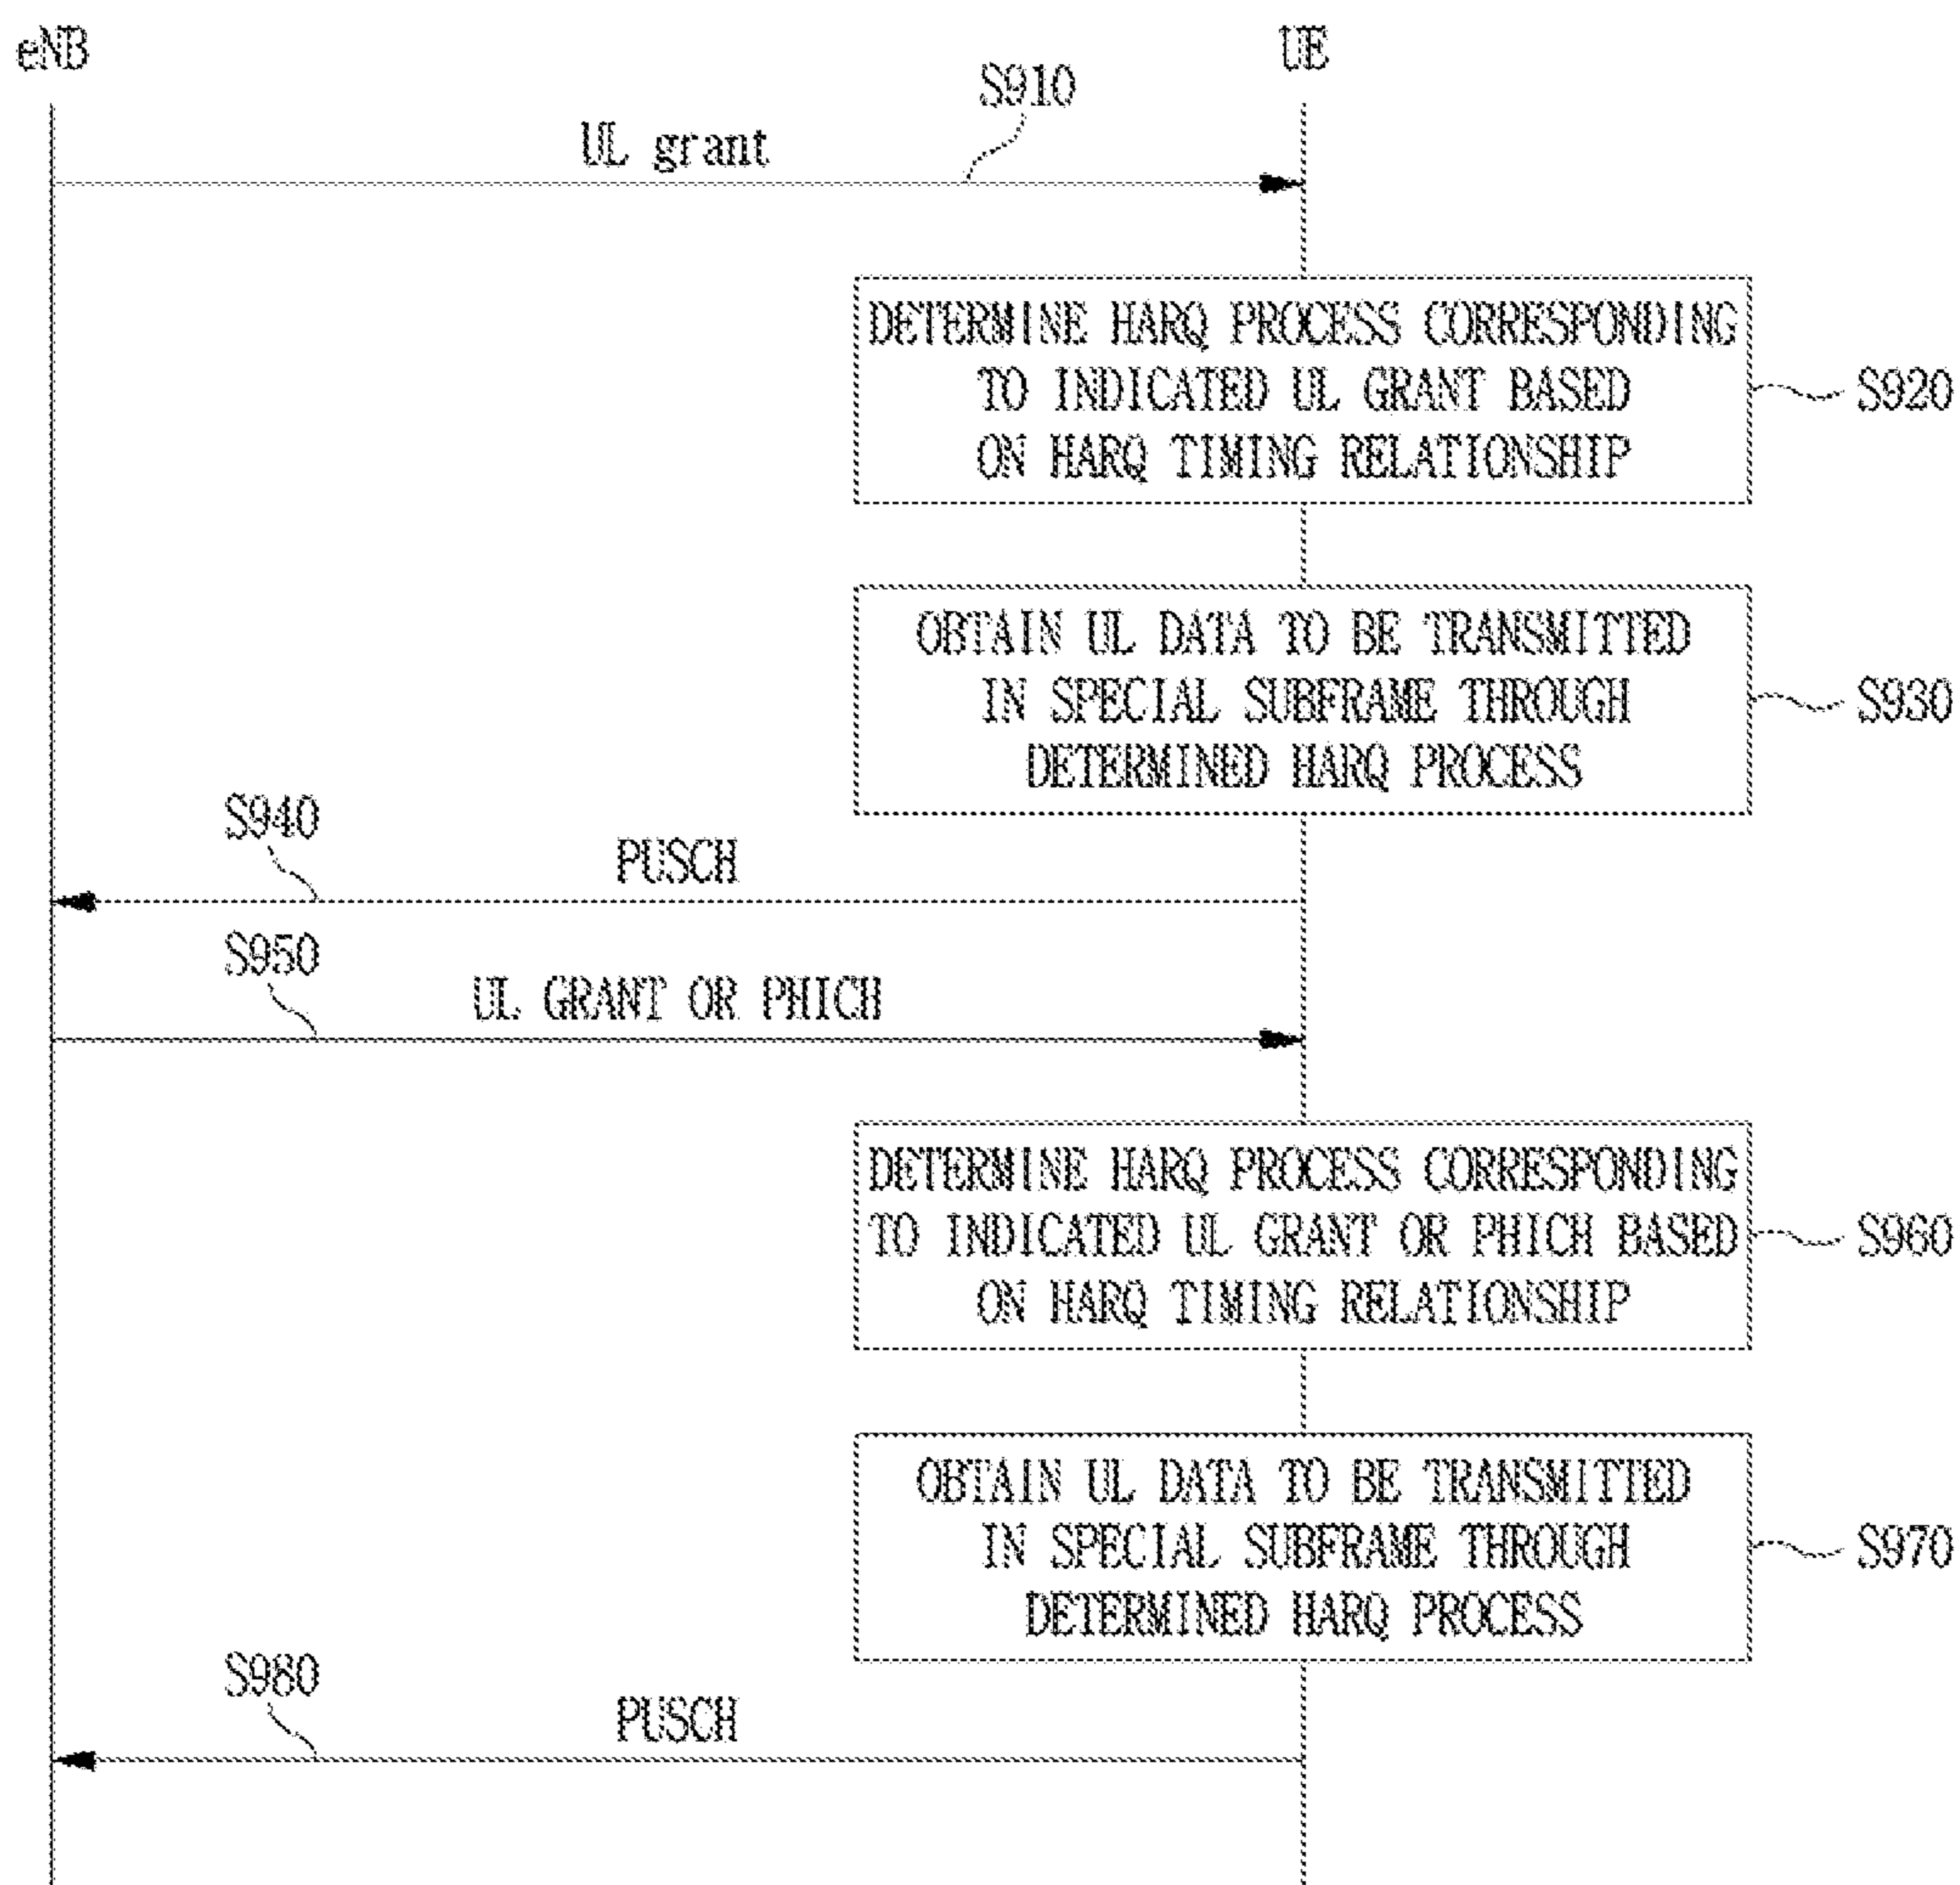 eNB
UE
S910
UL grant
DETERMINE HARQ PROCESS CORRESPONDING
TO INDICATED UL GRANT BASED
ON HARQ TIMING RELATIONSHIP
S920
OBTAIN UL DATA TO BE TRANSMITTED
IN SPECIAL SUBFRAME THROUGH
DETERMINED HARQ PROCESS
S930
S940
PUSCH
S950
UL GRANT OR PHICH
DETERMINE HARQ PROCESS CORRESPONDING
TO INDICATED UL GRANT OR PHICH BASED
ON HARQ TIMING RELATIONSHIP
S960
OBTAIN UL DATA TO BE TRANSMITTED
IN SPECIAL SUBFRAME THROUGH
DETERMINED HARQ PROCESS
S970
S980
PUSCH